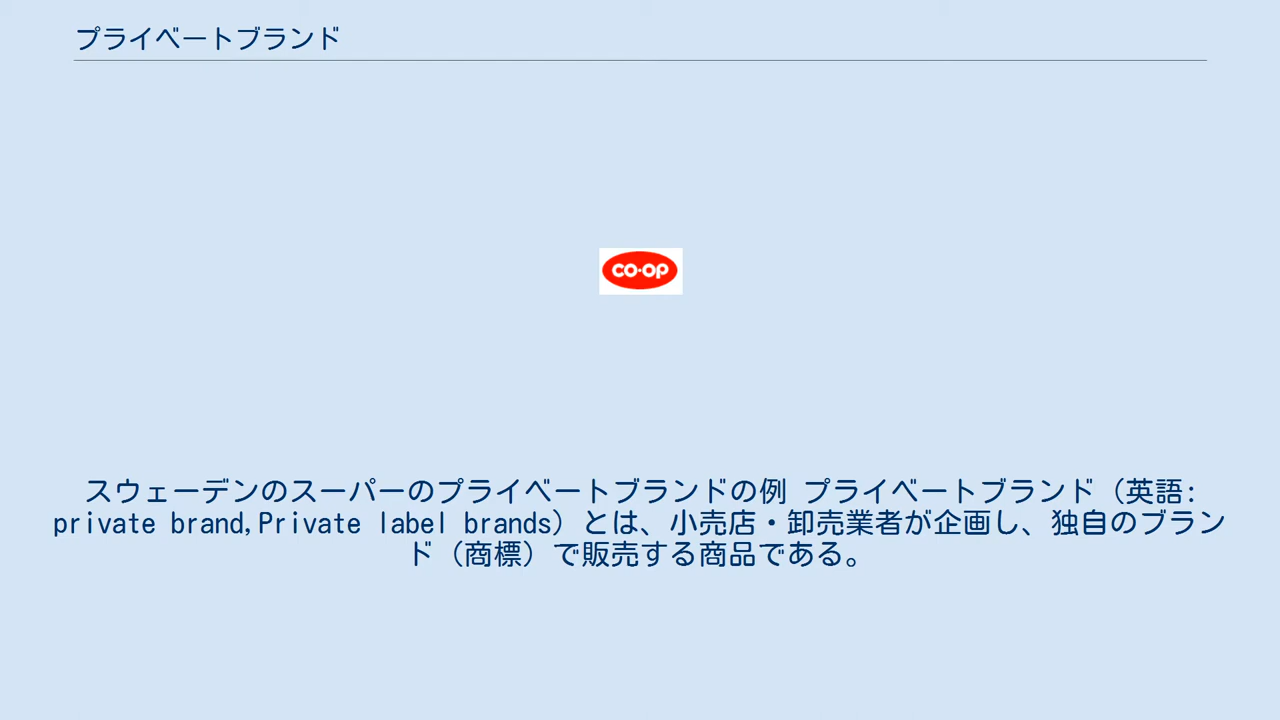 プライベートブランド
CO·OP
スウェーデンのスーパーのプライベートブランドの例 プライベートブランド（英語:
private brand,Private label brands）とは、小売店・卸売業者が企画し、独自のブラン
ド（商標）で販売する商品である。